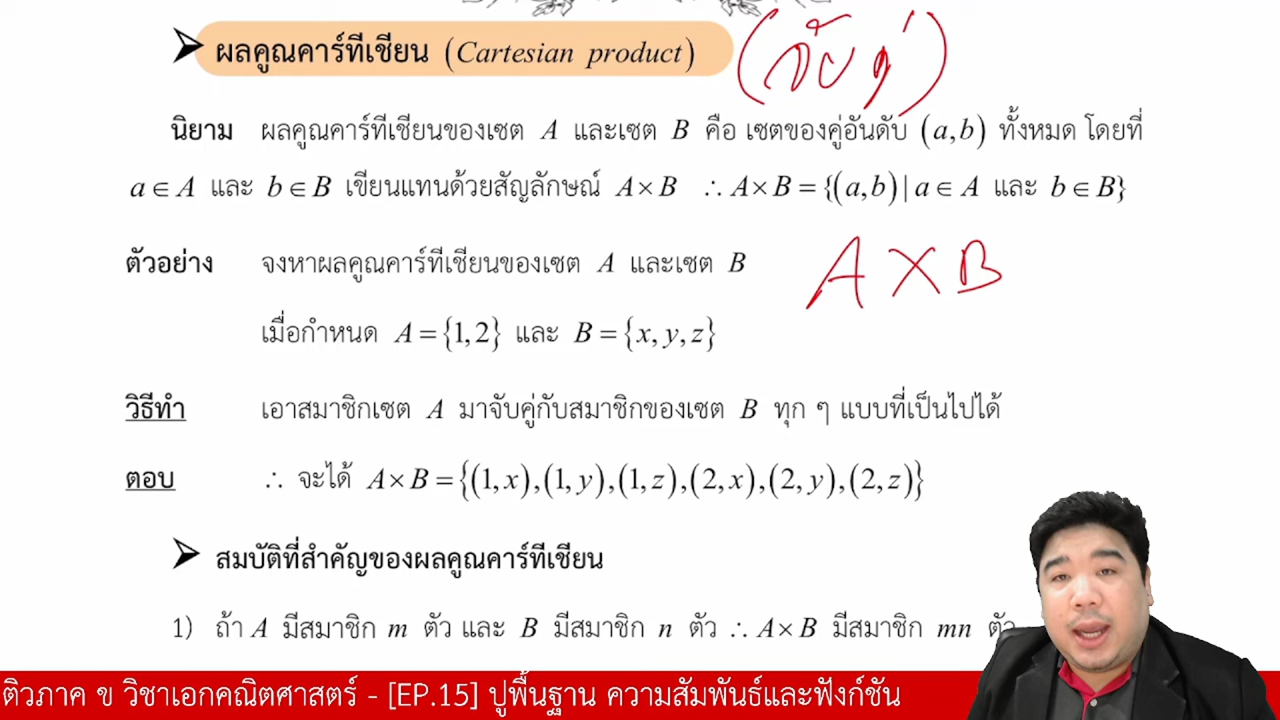 ผลคูณคาร์ทีเชียน (Cartesian product) (จับคู่)
นิยาม ผลคูณคาร์ทีเชียนของเซต A และเซต B คือ เซตของคู่อันดับ (a,b) ทั้งหมด โดยที่
a ∈ A และ b ∈ B เขียนแทนด้วยสัญลักษณ์ A×B ∴ A×B = {(a,b) | a ∈ A และ b ∈ B}
ตัวอย่าง จงหาผลคูณคาร์ทีเชียนของเซต A และเซต B
A×B
เมื่อกำหนด A = {1,2} และ B = {x, y, z}
วิธีทำ เอาสมาชิกเซต A มาจับคู่กับสมาชิกของเซต B ทุก ๆ แบบที่เป็นไปได้
ตอบ ∴ จะได้ A×B = {(1,x),(1,y),(1,z),(2,x),(2,y),(2,z)}
สมบัติที่สำคัญของผลคูณคาร์ทีเชียน
1) ถ้า A มีสมาชิก m ตัว และ B มีสมาชิก n ตัว ∴ A×B มีสมาชิก mn ตัว
ติวภาค ข วิชาเอกคณิตศาสตร์ - [EP.15] ปูพื้นฐาน ความสัมพันธ์และฟังก์ชัน